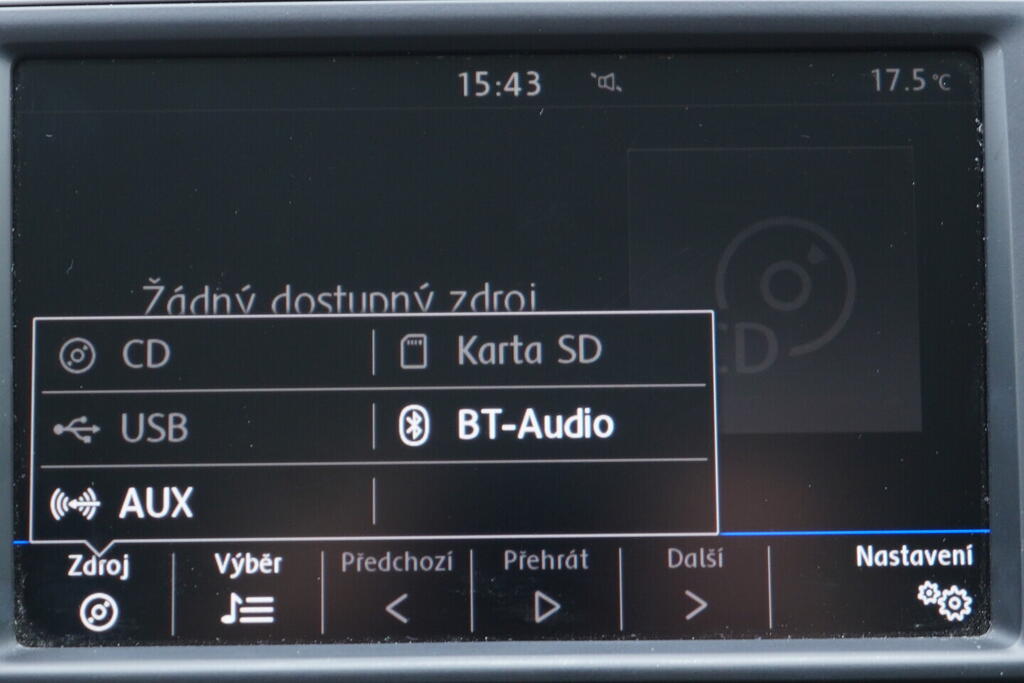 15:43 17.5 °C
Žádný dostupný zdroj
CD Karta SD
CD
USB BT-Audio
AUX
Zdroj Výběr Předchozí Přehrát Další Nastavení